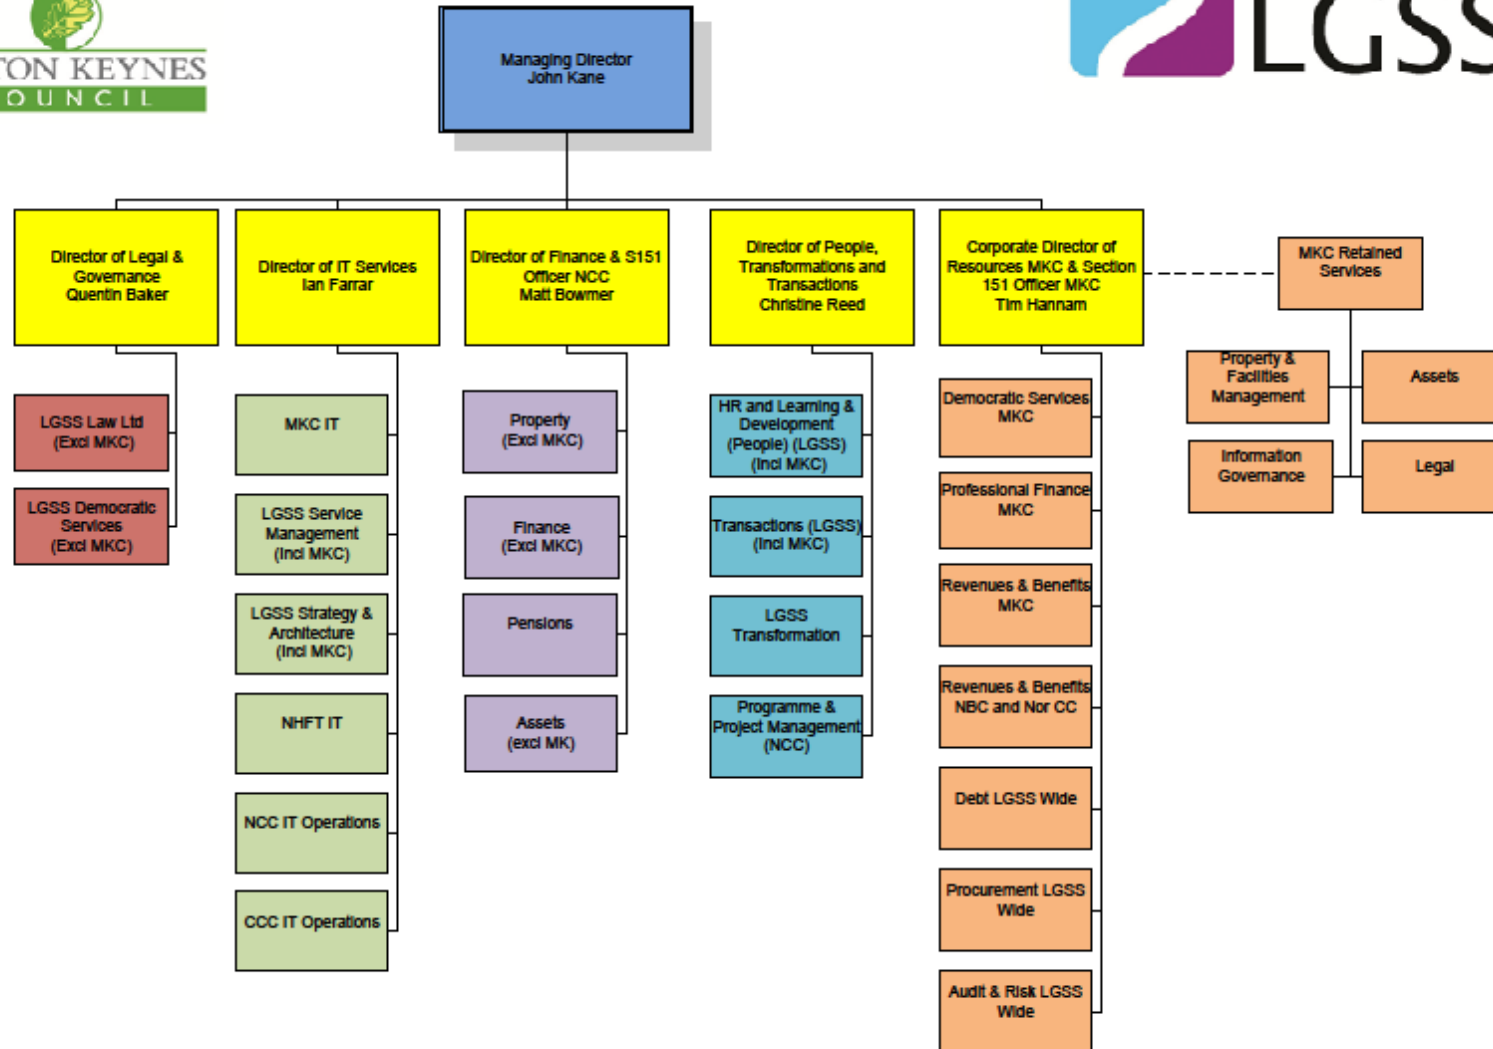 TON KEYNES
OUNCIL
LGSS
Managing Director
John Kane
Director of Legal &
Governance
Quentin Baker
Director of IT Services
Ian Farrar
Director of Finance & S151
Officer NCC
Matt Bowmer
Director of People,
Transformations and
Transactions
Christine Reed
Corporate Director of
Resources MKC & Section
151 Officer MKC
Tim Hannam
MKC Retained
Services
LGSS Law Ltd
(Excl MKC)
LGSS Democratic
Services
(Excl MKC)
MKC IT
LGSS Service
Management
(Incl MKC)
LGSS Strategy &
Architecture
(Incl MKC)
NHFT IT
NCC IT Operations
CCC IT Operations
Property
(Excl MKC)
Finance
(Excl MKC)
Pensions
Assets
(excl MK)
HR and Learning &
Development
(People) (LGSS)
(Incl MKC)
Transactions (LGSS)
(Incl MKC)
LGSS
Transformation
Programme &
Project Management
(NCC)
Democratic Services
MKC
Professional Finance
MKC
Revenues & Benefits
MKC
Revenues & Benefits
NBC and Nor CC
Debt LGSS Wide
Procurement LGSS
Wide
Audit & Risk LGSS
Wide
Property &
Facilities
Management
Assets
Information
Governance
Legal